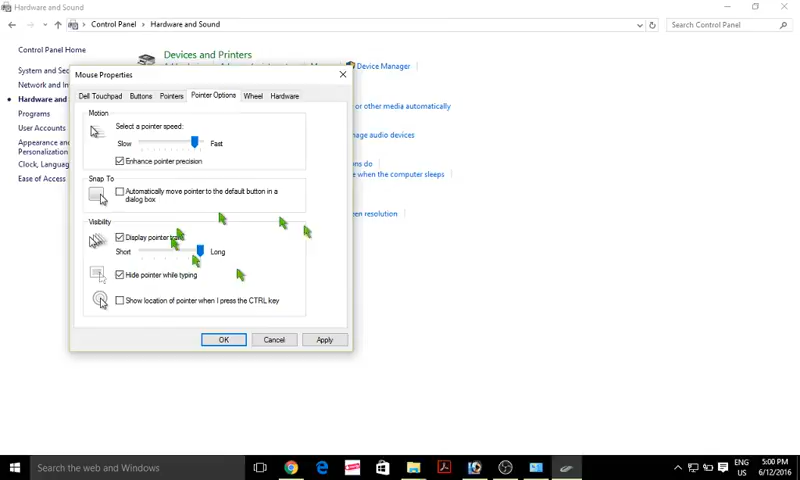 Hardware and Sound
Control Panel > Hardware and Sound
Search Control Panel
Control Panel Home
System and Sec
Network and In
Hardware and
Programs
User Accounts
Appearance an
Personalization
Clock, Languag
Ease of Access
Devices and Printers
Device Manager
or other media automatically
nage audio devices
ons do
e when the computer sleeps
een resolution
Mouse Properties
Dell Touchpad
Buttons
Pointers
Pointer Options
Wheel
Hardware
Motion
Select a pointer speed:
Slow
Fast
Enhance pointer precision
Snap To
Automatically move pointer to the default button in a
dialog box
Visibility
Display pointer
Short
Long
Hide pointer while typing
Show location of pointer when I press the CTRL key
OK
Cancel
Apply
Search the web and Windows
ENG
US
5:00 PM
6/12/2016